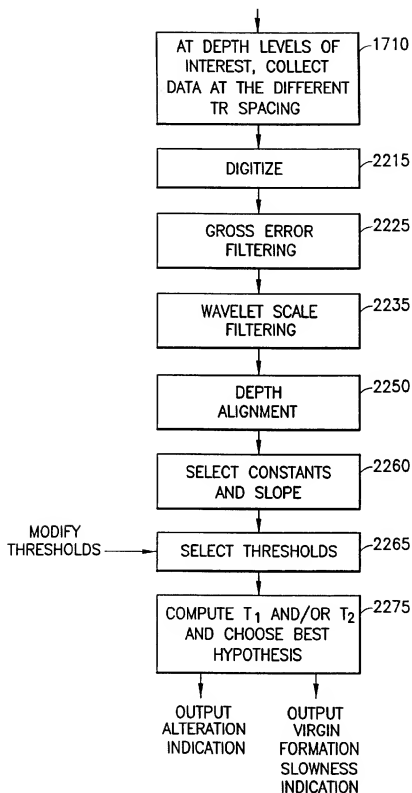 AT DEPTH LEVELS OF
INTEREST, COLLECT
DATA AT THE DIFFERENT
TR SPACING
1710
DIGITIZE
2215
GROSS ERROR
FILTERING
2225
WAVELET SCALE
FILTERING
2235
DEPTH
ALIGNMENT
2250
SELECT CONSTANTS
AND SLOPE
2260
MODIFY
THRESHOLDS
SELECT THRESHOLDS
2265
COMPUTE T1 AND/OR T2
AND CHOOSE BEST
HYPOTHESIS
2275
OUTPUT
ALTERATION
INDICATION
OUTPUT
VIRGIN
FORMATION
SLOWNESS
INDICATION